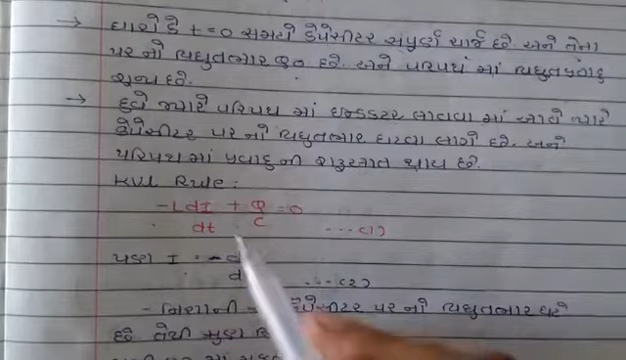 → ધારો કે t=0 સમયે કેપેસીટર સંપૂર્ણ ચાર્જ છે. અને તેના
પર નો વિદ્યુતભાર q0 છે. અને પરિપથ માં વિદ્યુતપ્રવાહ
શૂન્ય છે.
→ હવે જ્યારે પરિપથ માં ઇન્ડક્ટર લાવવા માં આવે ત્યારે
કેપેસીટર પર નો વિદ્યુતભાર ઘટવા લાગે છે. અને
પરિપથ માં પ્રવાહ ની શરૂઆત થાય છે.
KVL Rule:
-L dI/dt + q/C = 0 ...(1)
પણ I = -d
d ...(2)
- નિશાની પર નો વિદ્યુતભાર ઘટે
છે તેથી